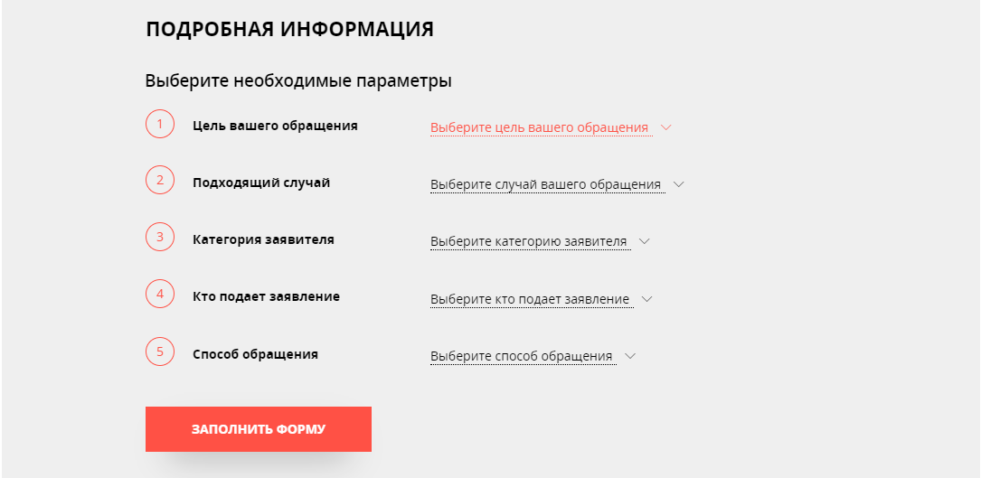 ПОДРОБНАЯ ИНФОРМАЦИЯ
Выберите необходимые параметры
1 Цель вашего обращения Выберите цель вашего обращения
2 Подходящий случай Выберите случай вашего обращения
3 Категория заявителя Выберите категорию заявителя
4 Кто подает заявление Выберите кто подает заявление
5 Способ обращения Выберите способ обращения
ЗАПОЛНИТЬ ФОРМУ